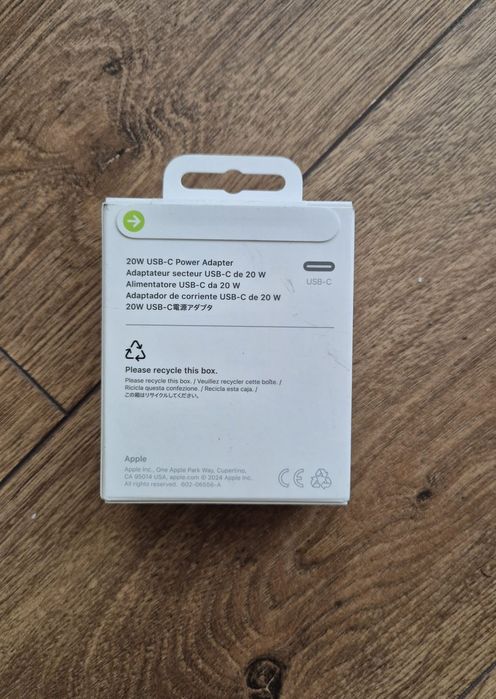 20W USB-C Power Adapter
Adaptateur secteur USB-C de 20 W
Alimentatore USB-C da 20 W
Adaptador de corriente USB-C de 20 W
20W USB-C電源アダプタ
USB-C
Please recycle this box.
Please recycle this box. / Veuillez recycler cette boîte. /
Ricicla questa confezione. / Recicla esta caja. /
この箱はリサイクルしてください。
Apple
Apple Inc., One Apple Park Way, Cupertino,
CA 95014 USA, apple.com © 2024 Apple Inc.
All rights reserved. 602-06556-A
CE